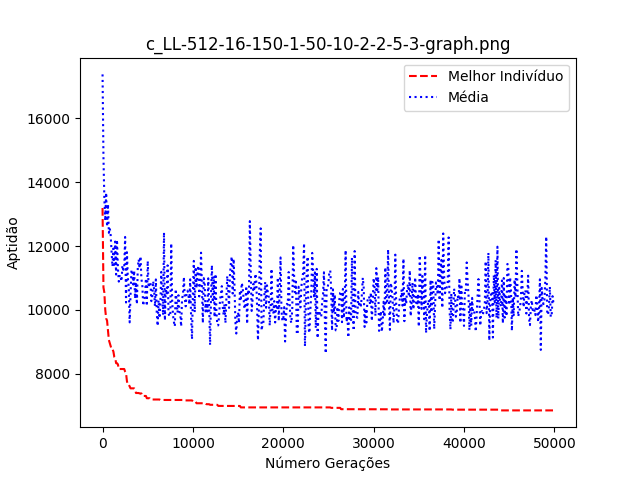 c_LL-512-16-150-1-50-10-2-2-5-3-graph.png
Melhor Indivíduo
Média
Aptidão
16000
14000
12000
10000
8000
0 10000 20000 30000 40000 50000
Número Gerações